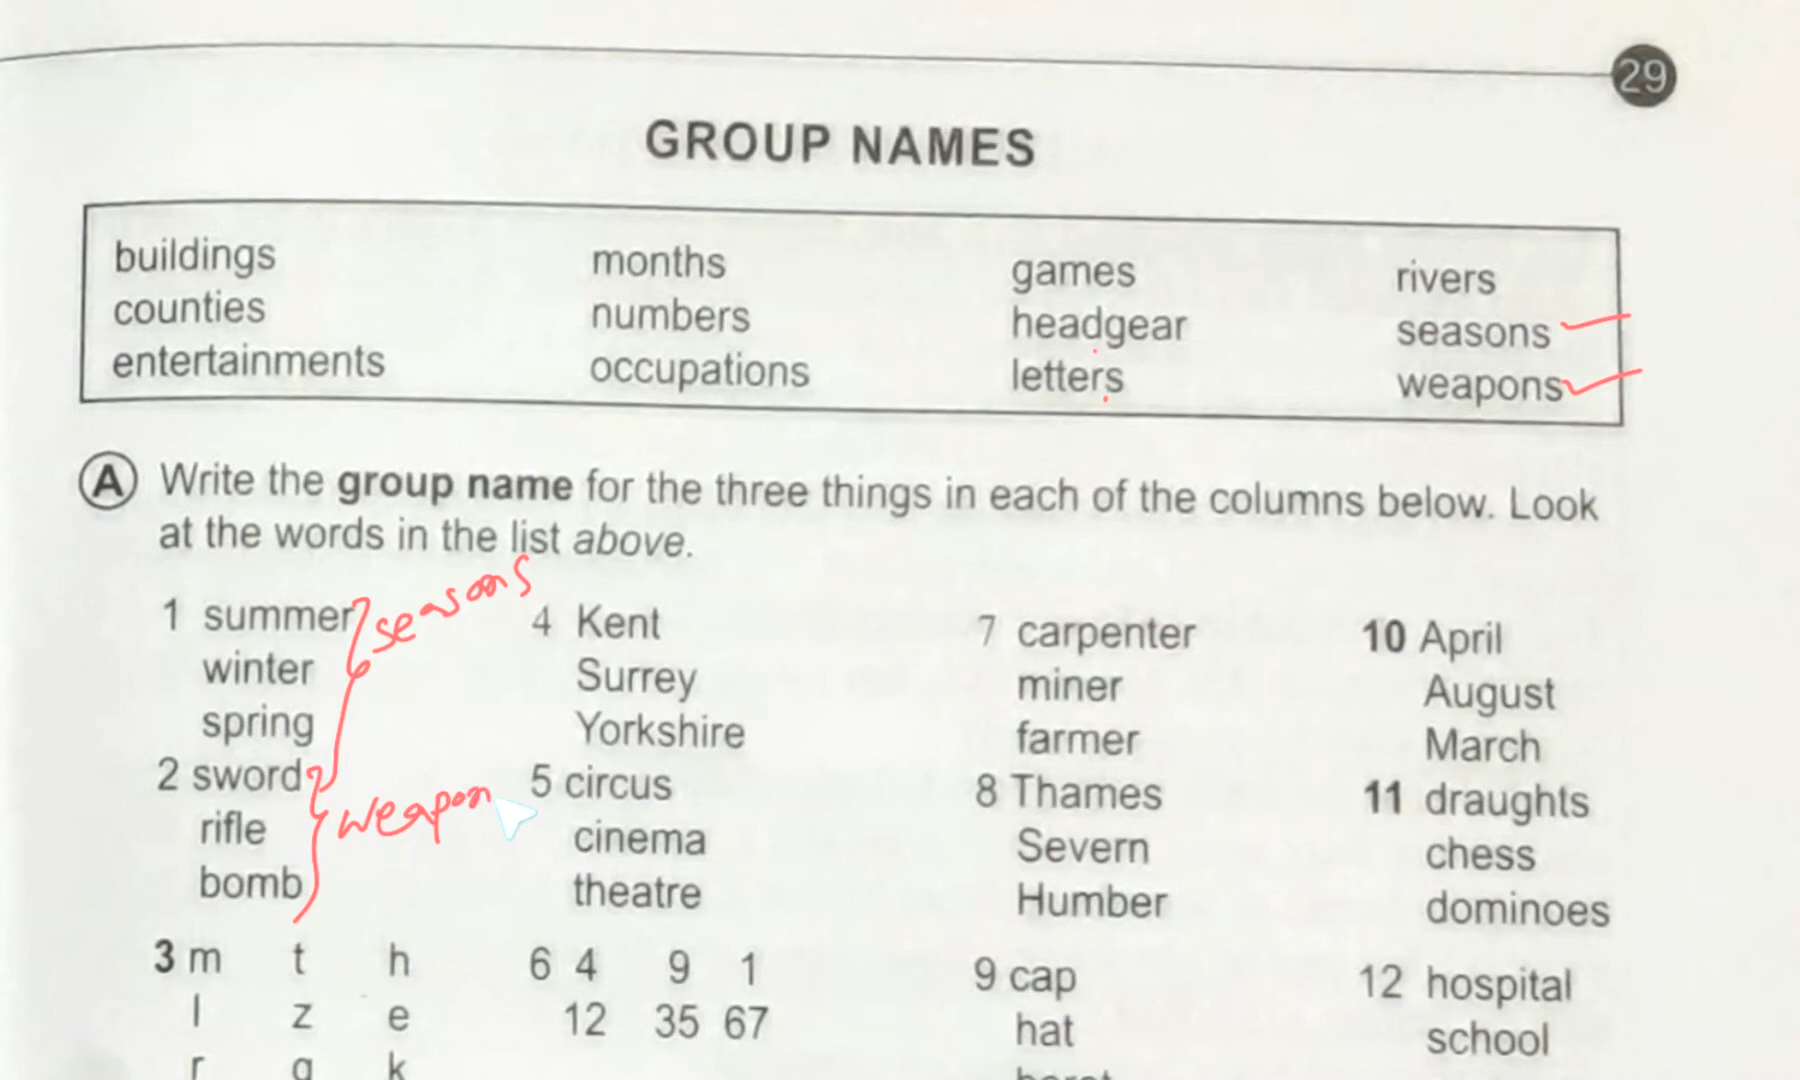 29
GROUP NAMES
buildings months games rivers
counties numbers headgear seasons
entertainments occupations letters weapons
A Write the group name for the three things in each of the columns below. Look
at the words in the list above.
seasons
1 summer 4 Kent 7 carpenter 10 April
winter Surrey miner August
spring Yorkshire farmer March
2 sword 5 circus 8 Thames 11 draughts
weapon
rifle cinema Severn chess
bomb theatre Humber dominoes
3 m t h 6 4 9 1 9 cap 12 hospital
l z e 12 35 67 hat school
r k